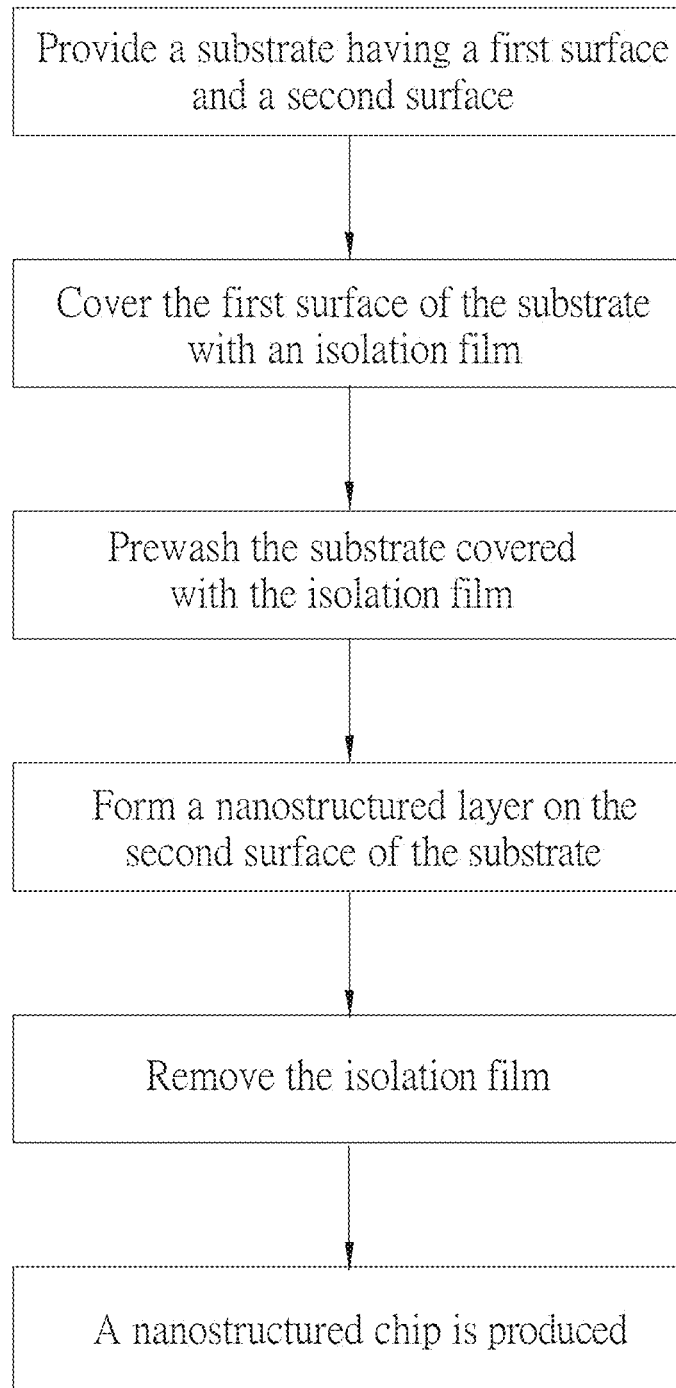 Provide a substrate having a first surface
and a second surface
Cover the first surface of the substrate
with an isolation film
Prewash the substrate covered
with the isolation film
Form a nanostructured layer on the
second surface of the substrate
Remove the isolation film
A nanostructured chip is produced